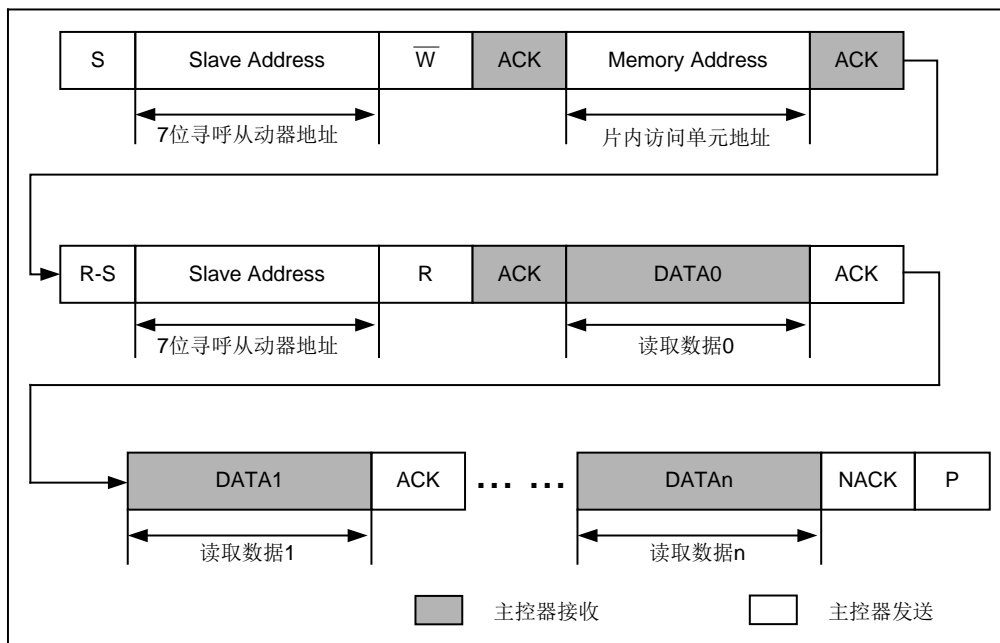 S Slave Address W̅ ACK Memory Address ACK
7位寻呼从动器地址 片内访问单元地址
R-S Slave Address R ACK DATA0 ACK
7位寻呼从动器地址 读取数据0
DATA1 ACK ... ... DATAn NACK P
读取数据1 读取数据n
主控器接收 主控器发送